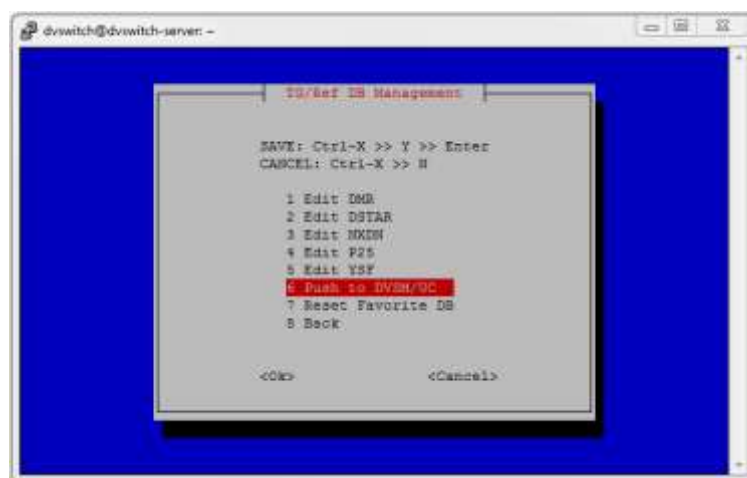 dvswitch@dvswitch-server: ~
TG/Ref DB Management
SAVE: Ctrl-X >> Y >> Enter
CANCEL: Ctrl-X >> N
1 Edit DMR
2 Edit DSTAR
3 Edit NXDN
4 Edit P25
5 Edit YSF
6 Push to DVSM/UC
7 Reset Favorite DB
8 Back
<Ok> <Cancel>